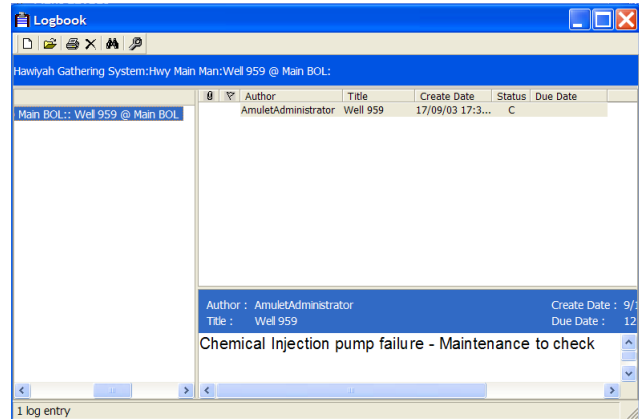 Logbook
Hawiyah Gathering System:Hwy Main Man:Well 959 @ Main BOL:
Author Title Create Date Status Due Date
Main BOL:: Well 959 @ Main BOL
AmuletAdministrator Well 959 17/09/03 17:3... C
Author : AmuletAdministrator Create Date : 9/1
Title : Well 959 Due Date : 12
Chemical Injection pump failure - Maintenance to check
1 log entry